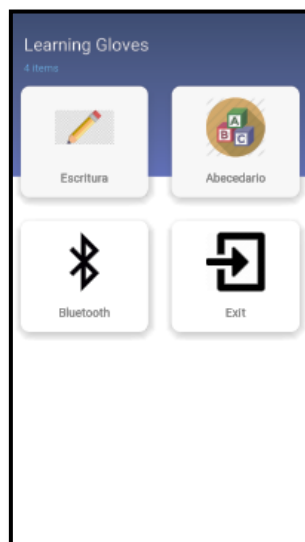 Learning Gloves
4 items
A
B C
Escritura
Abecedario
Bluetooth
Exit